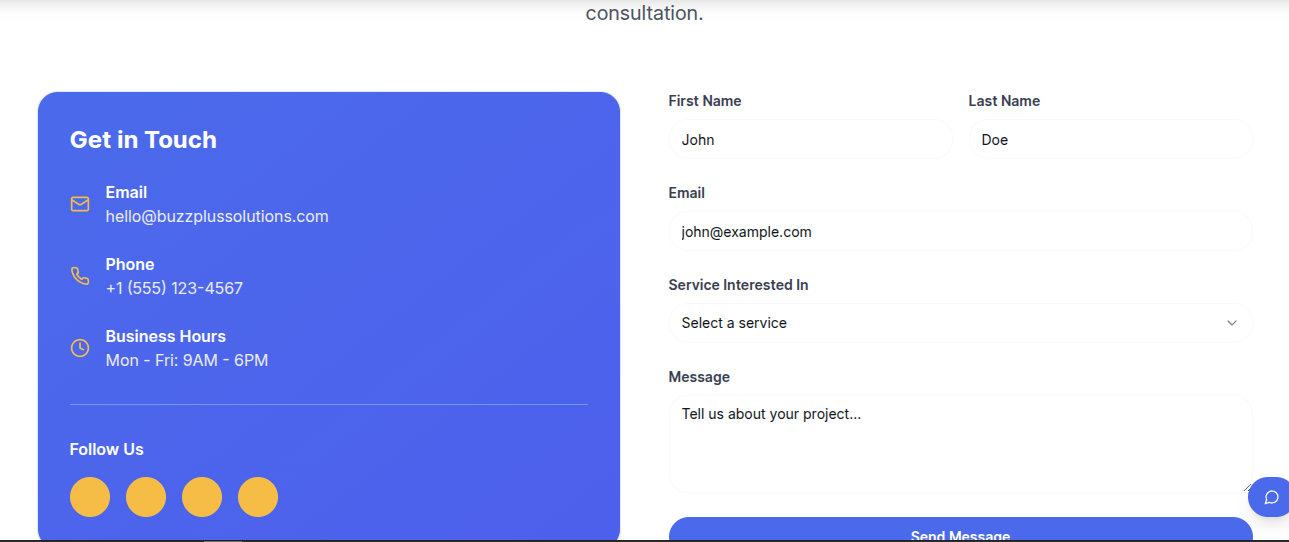 consultation.
Get in Touch
Email
hello@buzzplussolutions.com
Phone
+1 (555) 123-4567
Business Hours
Mon - Fri: 9AM - 6PM
Follow Us
First Name
Last Name
John
Doe
Email
john@example.com
Service Interested In
Select a service
Message
Tell us about your project...
Send Message